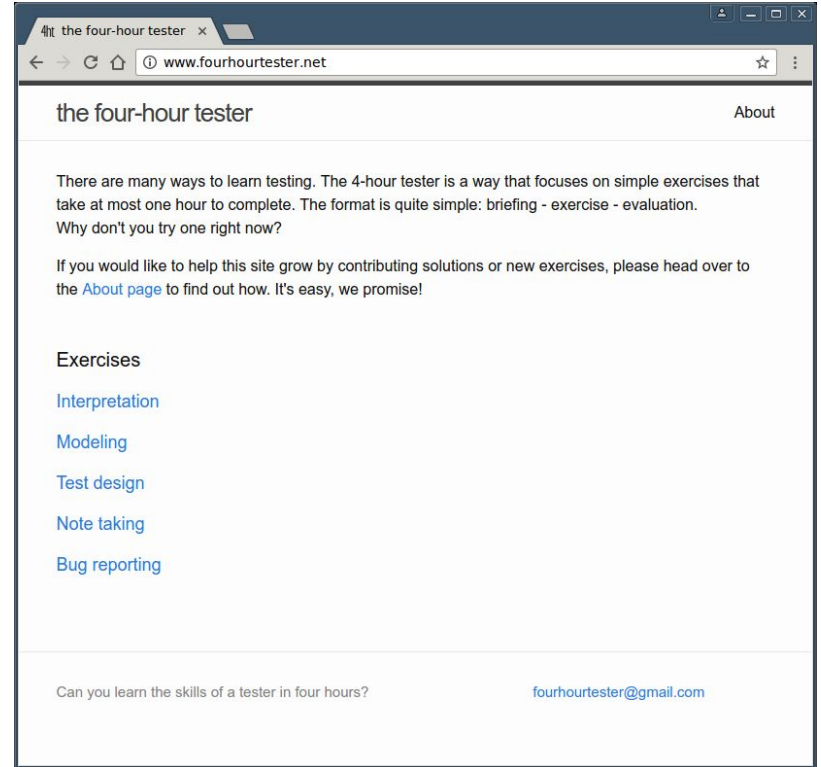 4ht the four-hour tester
www.fourhourtester.net
the four-hour tester About
There are many ways to learn testing. The 4-hour tester is a way that focuses on simple exercises that
take at most one hour to complete. The format is quite simple: briefing - exercise - evaluation.
Why don't you try one right now?
If you would like to help this site grow by contributing solutions or new exercises, please head over to
the About page to find out how. It's easy, we promise!
Exercises
Interpretation
Modeling
Test design
Note taking
Bug reporting
Can you learn the skills of a tester in four hours? fourhourtester@gmail.com